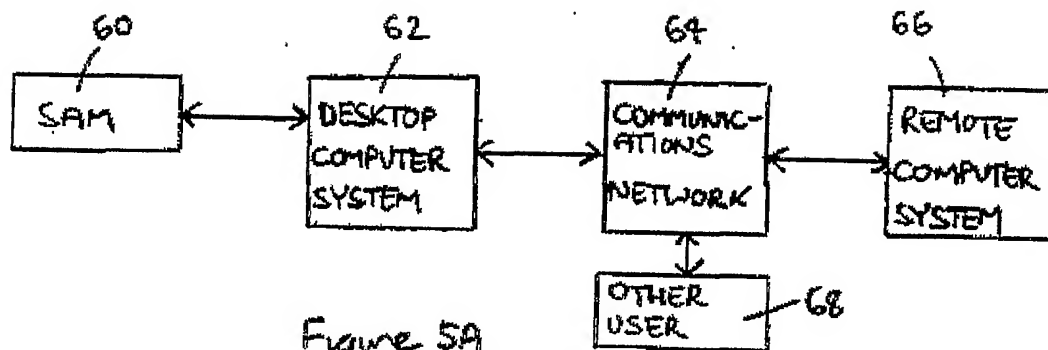 60
62
64
66
SAM
DESKTOP
COMPUTER
SYSTEM
COMMUNIC-
ATIONS
NETWORK
REMOTE
COMPUTER
SYSTEM
OTHER
USER
68
Figure 5A